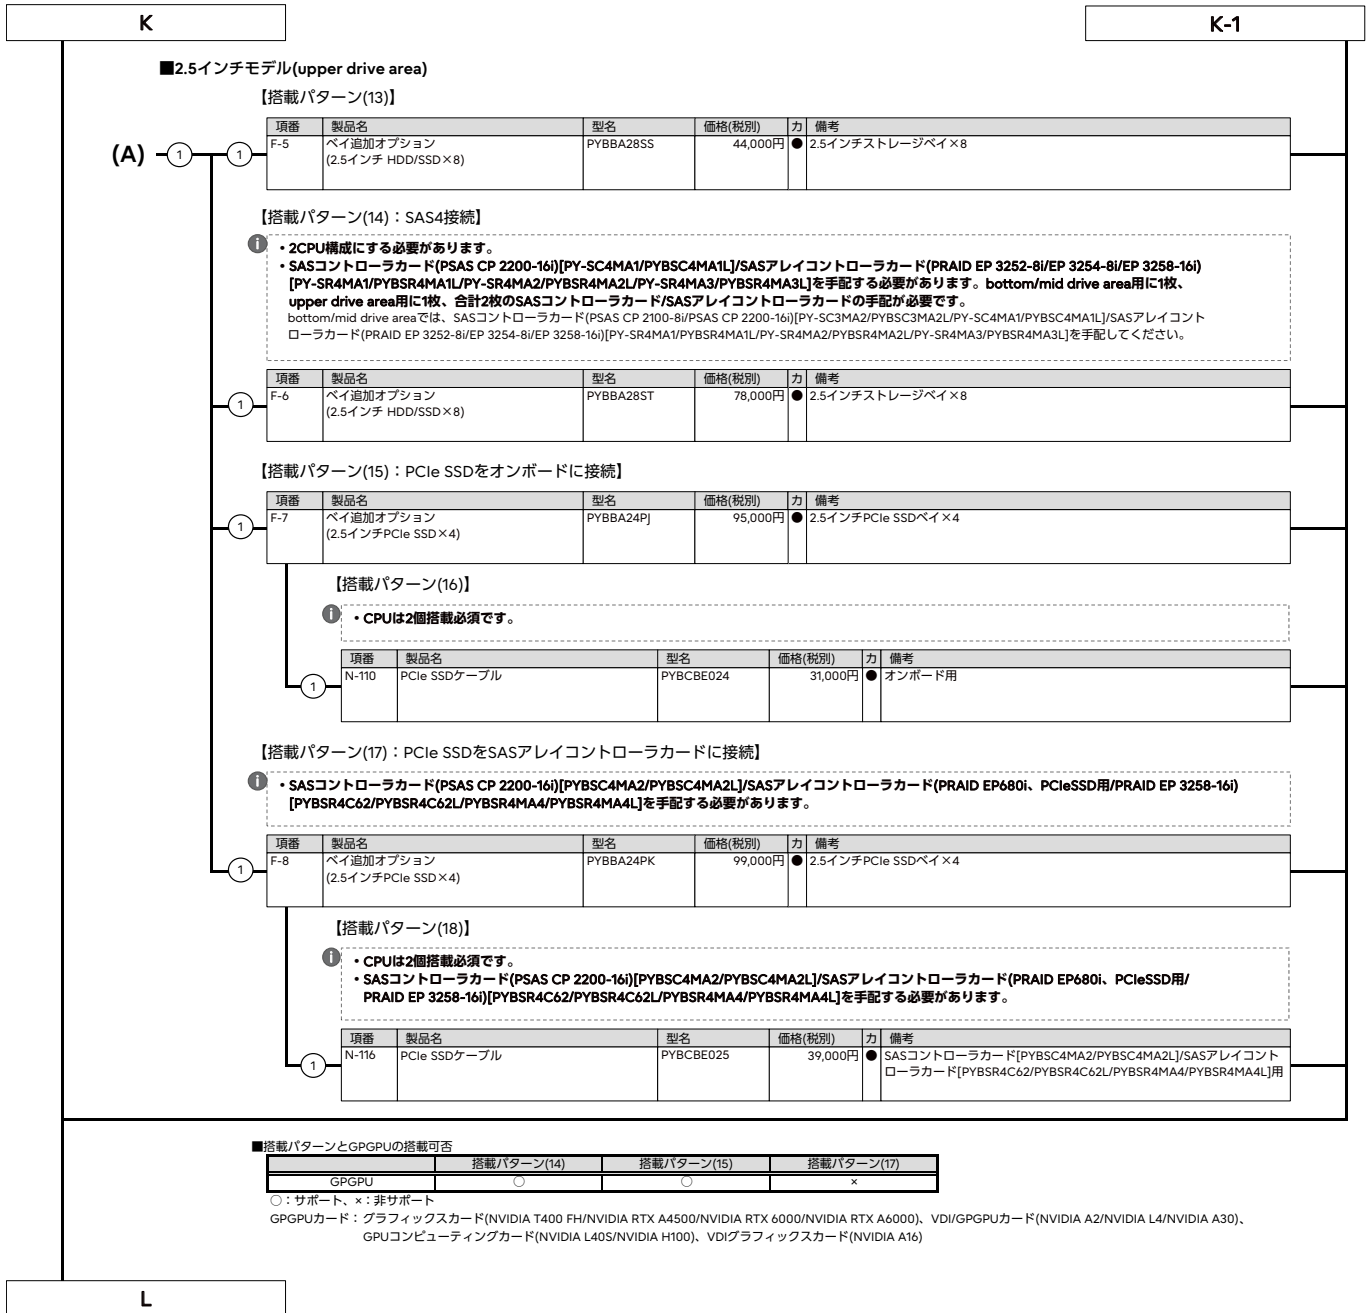 K
K-1
■2.5インチモデル(upper drive area)
【搭載パターン(13)】
項番 製品名 型名 価格(税別) カ 備考
(A) 1 1 F-5 ベイ追加オプション PYBBA28SS 44,000円 ● 2.5インチストレージベイ×8
(2.5インチ HDD/SSD×8)
【搭載パターン(14)：SAS4接続】
i ・2CPU構成にする必要があります。
・SASコントローラカード(PSAS CP 2200-16i)[PY-SC4MA1/PYBSC4MA1L]/SASアレイコントローラカード(PRAID EP 3252-8i/EP 3254-8i/EP 3258-16i)
[PY-SR4MA1/PYBSR4MA1L/PY-SR4MA2/PYBSR4MA2L/PY-SR4MA3/PYBSR4MA3L]を手配する必要があります。bottom/mid drive area用に1枚、
upper drive area用に1枚、合計2枚のSASコントローラカード/SASアレイコントローラカードの手配が必要です。
bottom/mid drive areaでは、SASコントローラカード(PSAS CP 2100-8i/PSAS CP 2200-16i)[PY-SC3MA2/PYBSC3MA2L/PY-SC4MA1/PYBSC4MA1L]/SASアレイコント
ローラカード(PRAID EP 3252-8i/EP 3254-8i/EP 3258-16i)[PY-SR4MA1/PYBSR4MA1L/PY-SR4MA2/PYBSR4MA2L/PY-SR4MA3/PYBSR4MA3L]を手配してください。
項番 製品名 型名 価格(税別) カ 備考
1 F-6 ベイ追加オプション PYBBA28ST 78,000円 ● 2.5インチストレージベイ×8
(2.5インチ HDD/SSD×8)
【搭載パターン(15)：PCIe SSDをオンボードに接続】
項番 製品名 型名 価格(税別) カ 備考
1 F-7 ベイ追加オプション PYBBA24PJ 95,000円 ● 2.5インチPCIe SSDベイ×4
(2.5インチPCIe SSD×4)
【搭載パターン(16)】
i ・CPUは2個搭載必須です。
項番 製品名 型名 価格(税別) カ 備考
1 N-110 PCIe SSDケーブル PYBCBE024 31,000円 ● オンボード用
【搭載パターン(17)：PCIe SSDをSASアレイコントローラカードに接続】
i ・SASコントローラカード(PSAS CP 2200-16i)[PYBSC4MA2/PYBSC4MA2L]/SASアレイコントローラカード(PRAID EP680i、PCIeSSD用/PRAID EP 3258-16i)
[PYBSR4C62/PYBSR4C62L/PYBSR4MA4/PYBSR4MA4L]を手配する必要があります。
項番 製品名 型名 価格(税別) カ 備考
1 F-8 ベイ追加オプション PYBBA24PK 99,000円 ● 2.5インチPCIe SSDベイ×4
(2.5インチPCIe SSD×4)
【搭載パターン(18)】
i ・CPUは2個搭載必須です。
・SASコントローラカード(PSAS CP 2200-16i)[PYBSC4MA2/PYBSC4MA2L]/SASアレイコントローラカード(PRAID EP680i、PCIeSSD用/
PRAID EP 3258-16i)[PYBSR4C62/PYBSR4C62L/PYBSR4MA4/PYBSR4MA4L]を手配する必要があります。
項番 製品名 型名 価格(税別) カ 備考
1 N-116 PCIe SSDケーブル PYBCBE025 39,000円 ● SASコントローラカード[PYBSC4MA2/PYBSC4MA2L]/SASアレイコント
ローラカード[PYBSR4C62/PYBSR4C62L/PYBSR4MA4/PYBSR4MA4L]用
■搭載パターンとGPGPUの搭載可否
搭載パターン(14) 搭載パターン(15) 搭載パターン(17)
GPGPU ○ ○ ×
○：サポート、×：非サポート
GPGPUカード：グラフィックスカード(NVIDIA T400 FH/NVIDIA RTX A4500/NVIDIA RTX 6000/NVIDIA RTX A6000)、VDI/GPGPUカード(NVIDIA A2/NVIDIA L4/NVIDIA A30)、
GPUコンピューティングカード(NVIDIA L40S/NVIDIA H100)、VDIグラフィックスカード(NVIDIA A16)
L